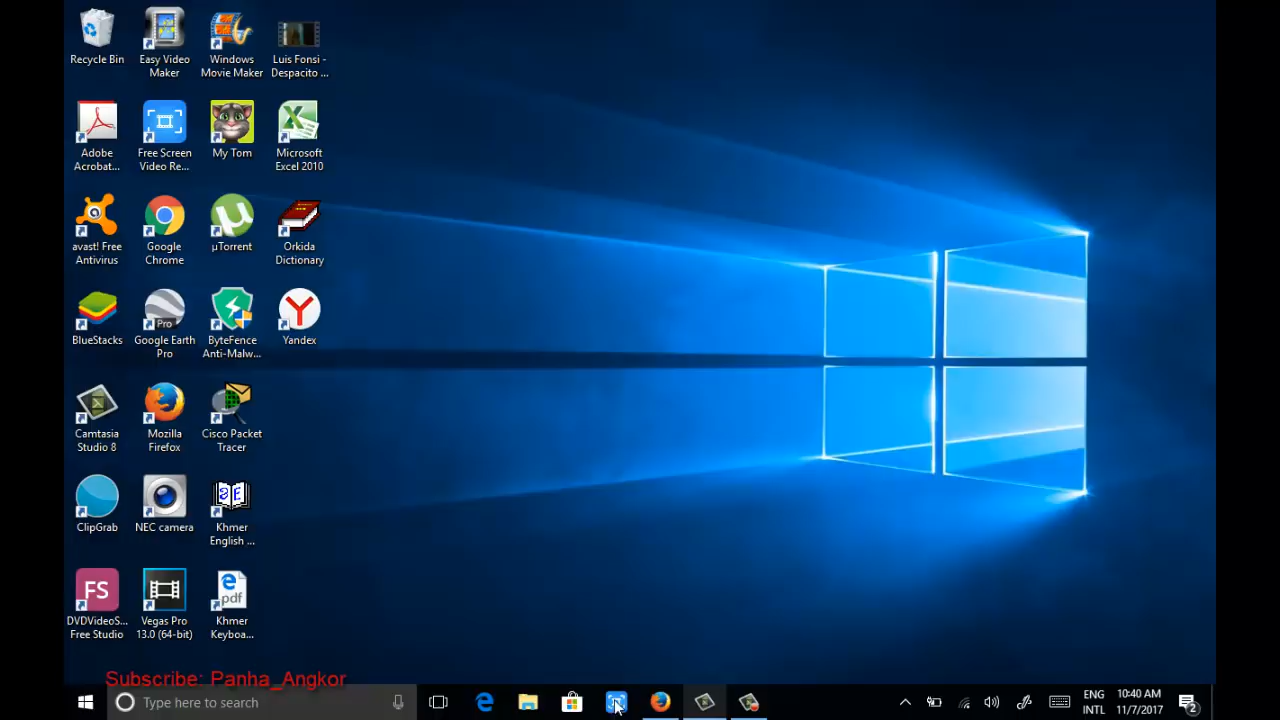 Recycle Bin
Easy Video
Maker
Windows
Movie Maker
Luis Fonsi -
Despacito ...
Adobe
Acrobat...
Free Screen
Video Re...
My Tom
Microsoft
Excel 2010
avast! Free
Antivirus
Google
Chrome
µTorrent
Orkida
Dictionary
BlueStacks
Pro
Google Earth
Pro
ByteFence
Anti-Malw...
Yandex
Camtasia
Studio 8
Mozilla
Firefox
Cisco Packet
Tracer
ClipGrab
NEC camera
Khmer
English ...
FS
DVDVideoS...
Free Studio
Vegas Pro
13.0 (64-bit)
pdf
Khmer
Keyboa...
Subscribe: Panha_Angkor
Type here to search
ENG
INTL
10:40 AM
11/7/2017
2